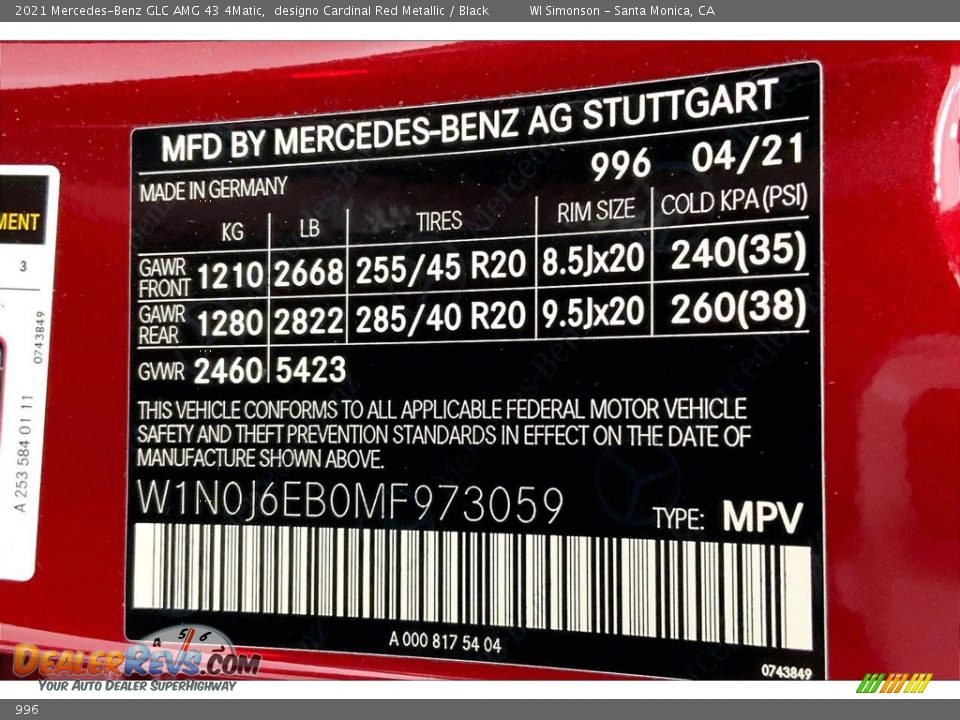 2021 Mercedes-Benz GLC AMG 43 4Matic, designo Cardinal Red Metallic / Black WI Simonson - Santa Monica, CA
MFD BY MERCEDES-BENZ AG STUTTGART
996 04/21
MADE IN GERMANY
KG LB TIRES RIM SIZE COLD KPA (PSI)
GAWR FRONT 1210 2668 255/45 R20 8.5Jx20 240(35)
GAWR REAR 1280 2822 285/40 R20 9.5Jx20 260(38)
GVWR 2460 5423
THIS VEHICLE CONFORMS TO ALL APPLICABLE FEDERAL MOTOR VEHICLE
SAFETY AND THEFT PREVENTION STANDARDS IN EFFECT ON THE DATE OF
MANUFACTURE SHOWN ABOVE.
W1N0J6EB0MF973059
TYPE: MPV
A 000 817 54 04
0743849
MENT
3
0743849
A 253 584 01 11
4 5 6
DealerRevs.com
Your Auto Dealer SuperHighway
996